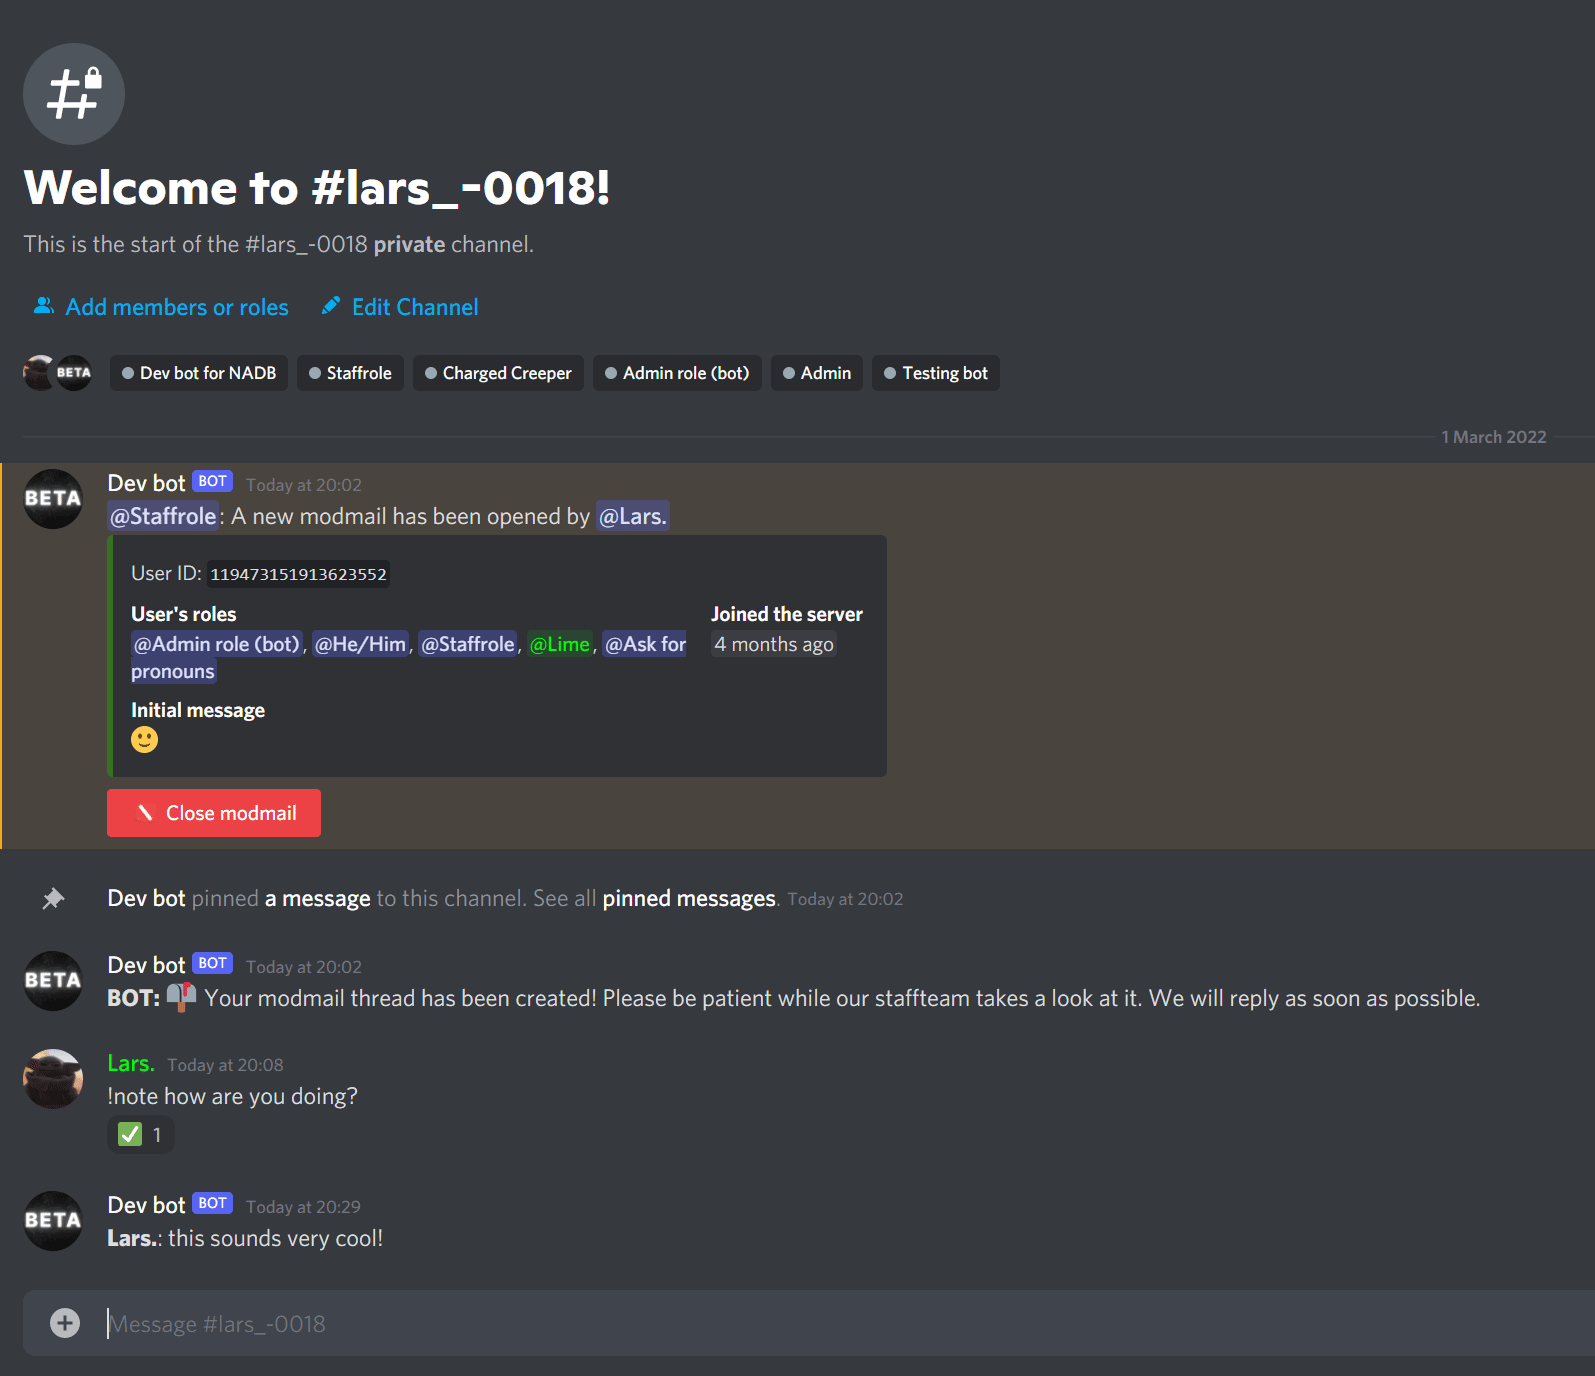 Welcome to #lars_-0018!
This is the start of the #lars_-0018 private channel.
Add members or roles Edit Channel
BETA Dev bot for NADB Staffrole Charged Creeper Admin role (bot) Admin Testing bot
1 March 2022
BETA
Dev bot BOT Today at 20:02
@Staffrole: A new modmail has been opened by @Lars.
User ID: 119473151913623552
User's roles Joined the server
@Admin role (bot), @He/Him, @Staffrole, @Lime, @Ask for 4 months ago
pronouns
Initial message
🙂
Close modmail
Dev bot pinned a message to this channel. See all pinned messages. Today at 20:02
BETA
Dev bot BOT Today at 20:02
BOT: 📬 Your modmail thread has been created! Please be patient while our staffteam takes a look at it. We will reply as soon as possible.
Lars. Today at 20:08
!note how are you doing?
✅ 1
BETA
Dev bot BOT Today at 20:29
Lars.: this sounds very cool!
Message #lars_-0018